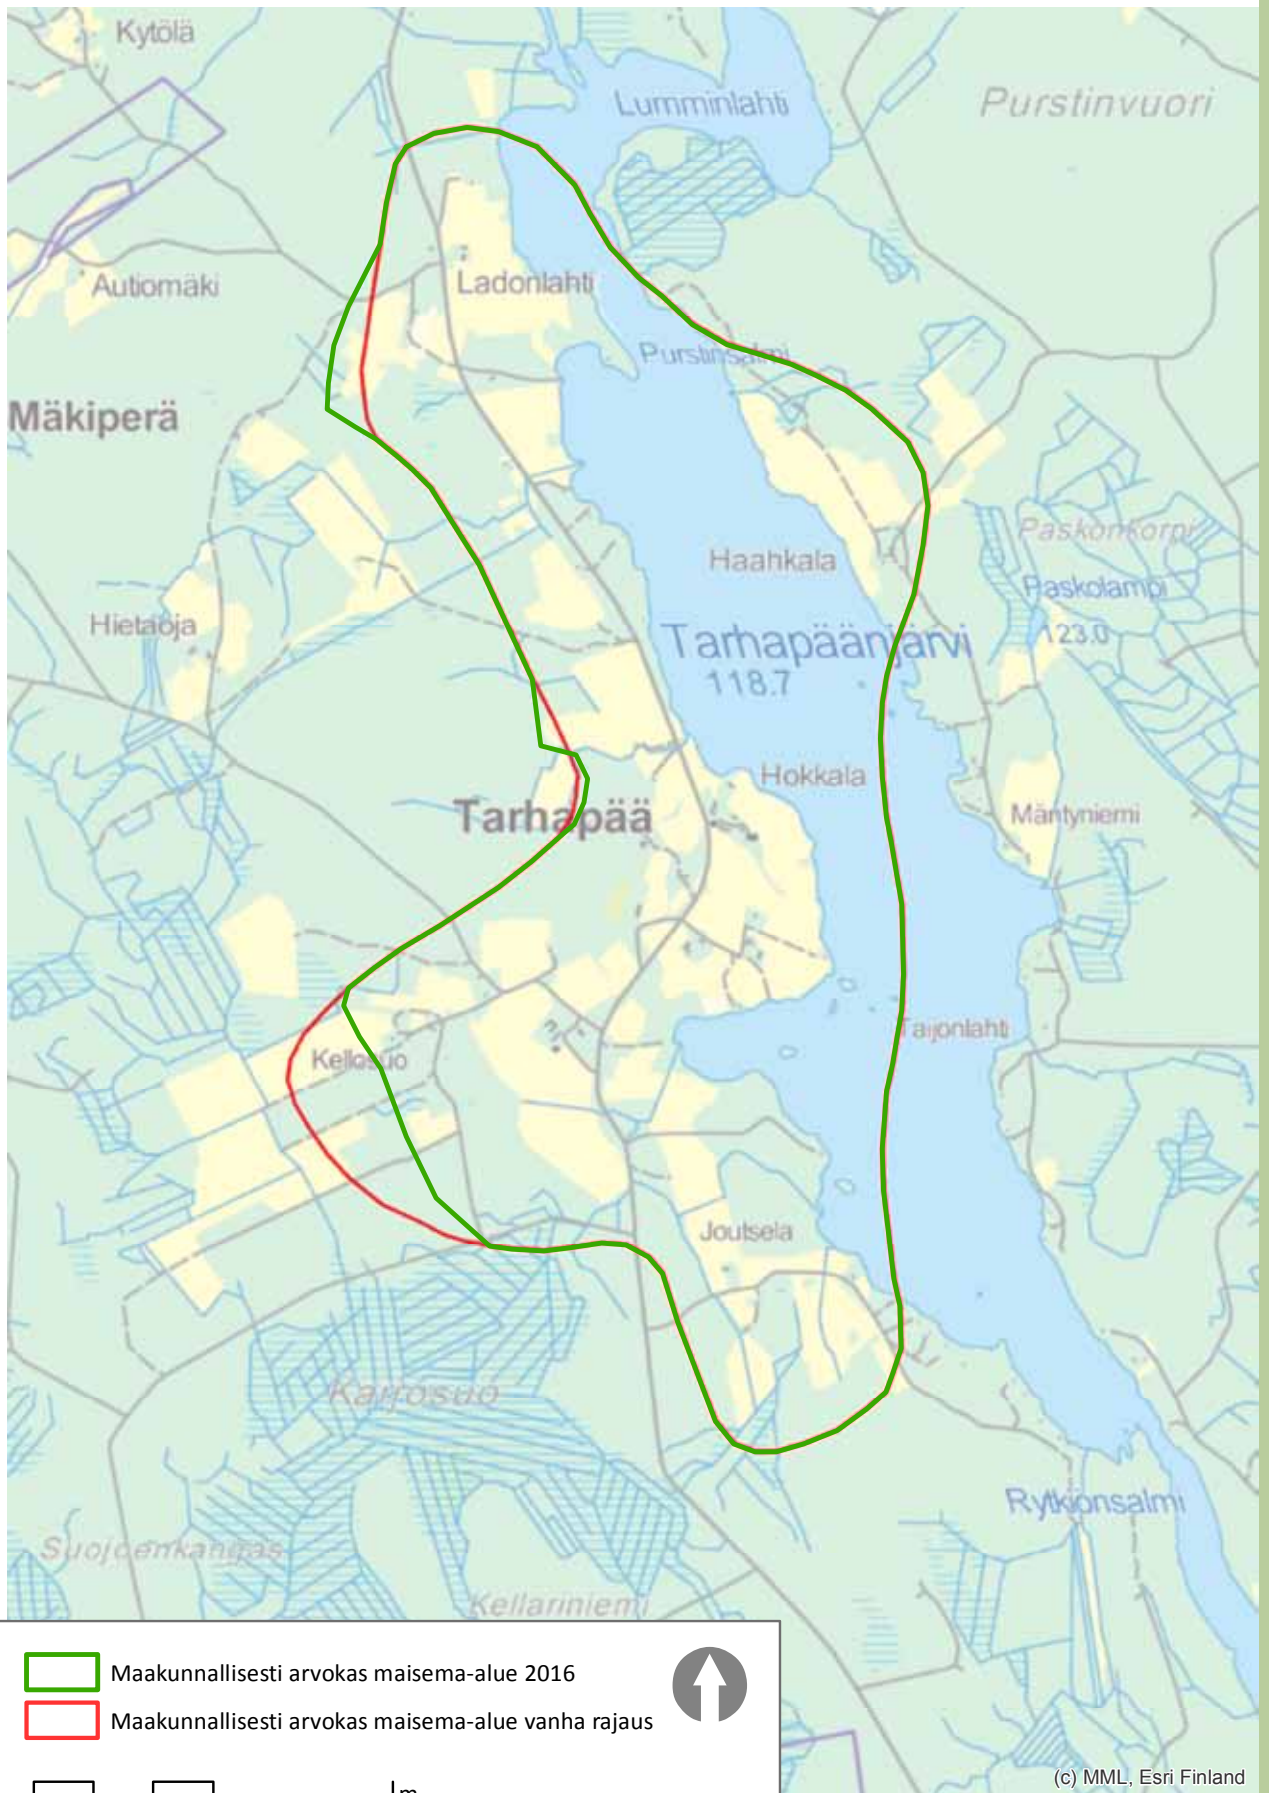 Kytölä
Lumminlahti
Purstinvuori
Autiomäki
Ladonlahti
Purstinsalmi
Mäkiperä
Paskonkorpi
Haahkala
Paskolampi
Hietaoja
Tarhapäänjärvi
123.0
118.7
Hokkala
Tarhapää
Mäntyniemi
Taijonlahti
Kellosuo
Joutsela
Karjosuo
Rytkionsalmi
Suojoenkangas
Kellariniemi
Maakunnallisesti arvokas maisema-alue 2016
Maakunnallisesti arvokas maisema-alue vanha rajaus
m
(c) MML, Esri Finland